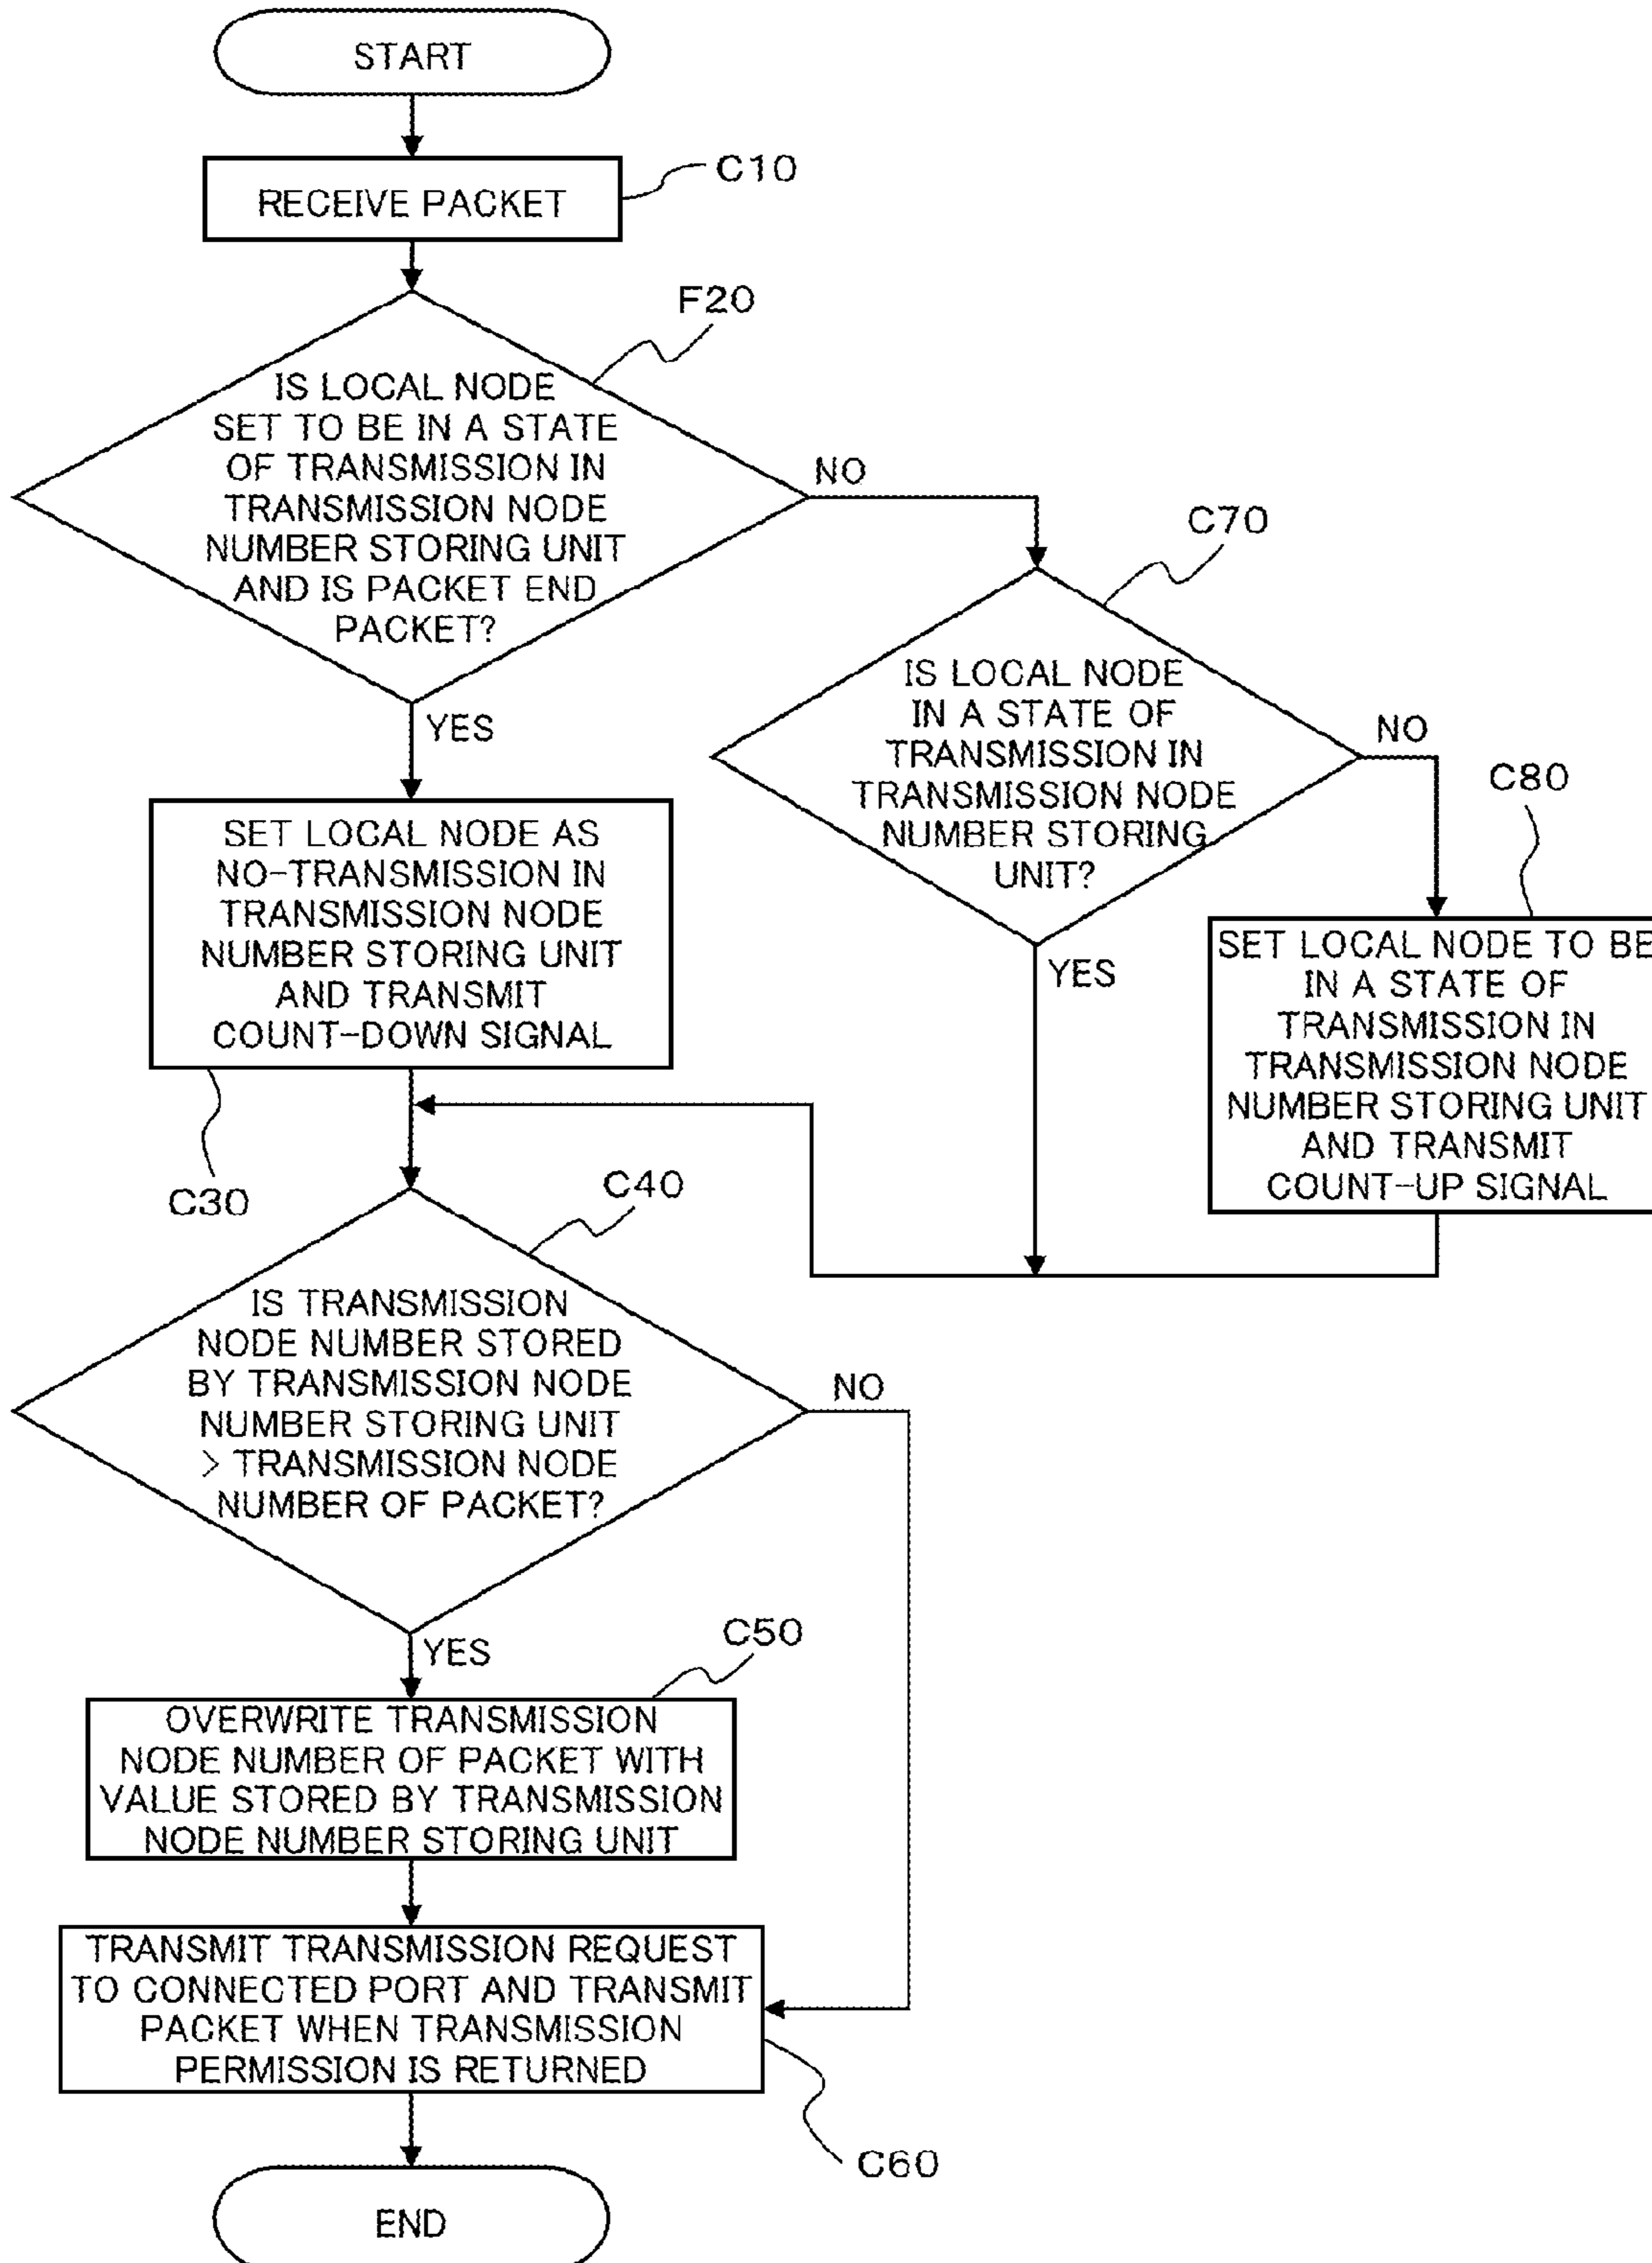 START
RECEIVE PACKET
C10
F20
IS LOCAL NODE
SET TO BE IN A STATE
OF TRANSMISSION IN
TRANSMISSION NODE
NUMBER STORING UNIT
AND IS PACKET END
PACKET?
NO
YES
C70
IS LOCAL NODE
IN A STATE OF
TRANSMISSION IN
TRANSMISSION NODE
NUMBER STORING
UNIT?
NO
YES
C80
SET LOCAL NODE TO BE
IN A STATE OF
TRANSMISSION IN
TRANSMISSION NODE
NUMBER STORING UNIT
AND TRANSMIT
COUNT-UP SIGNAL
SET LOCAL NODE AS
NO-TRANSMISSION IN
TRANSMISSION NODE
NUMBER STORING UNIT
AND TRANSMIT
COUNT-DOWN SIGNAL
C30
C40
IS TRANSMISSION
NODE NUMBER STORED
BY TRANSMISSION NODE
NUMBER STORING UNIT
> TRANSMISSION NODE
NUMBER OF PACKET?
NO
YES
C50
OVERWRITE TRANSMISSION
NODE NUMBER OF PACKET WITH
VALUE STORED BY TRANSMISSION
NODE NUMBER STORING UNIT
TRANSMIT TRANSMISSION REQUEST
TO CONNECTED PORT AND TRANSMIT
PACKET WHEN TRANSMISSION
PERMISSION IS RETURNED
C60
END